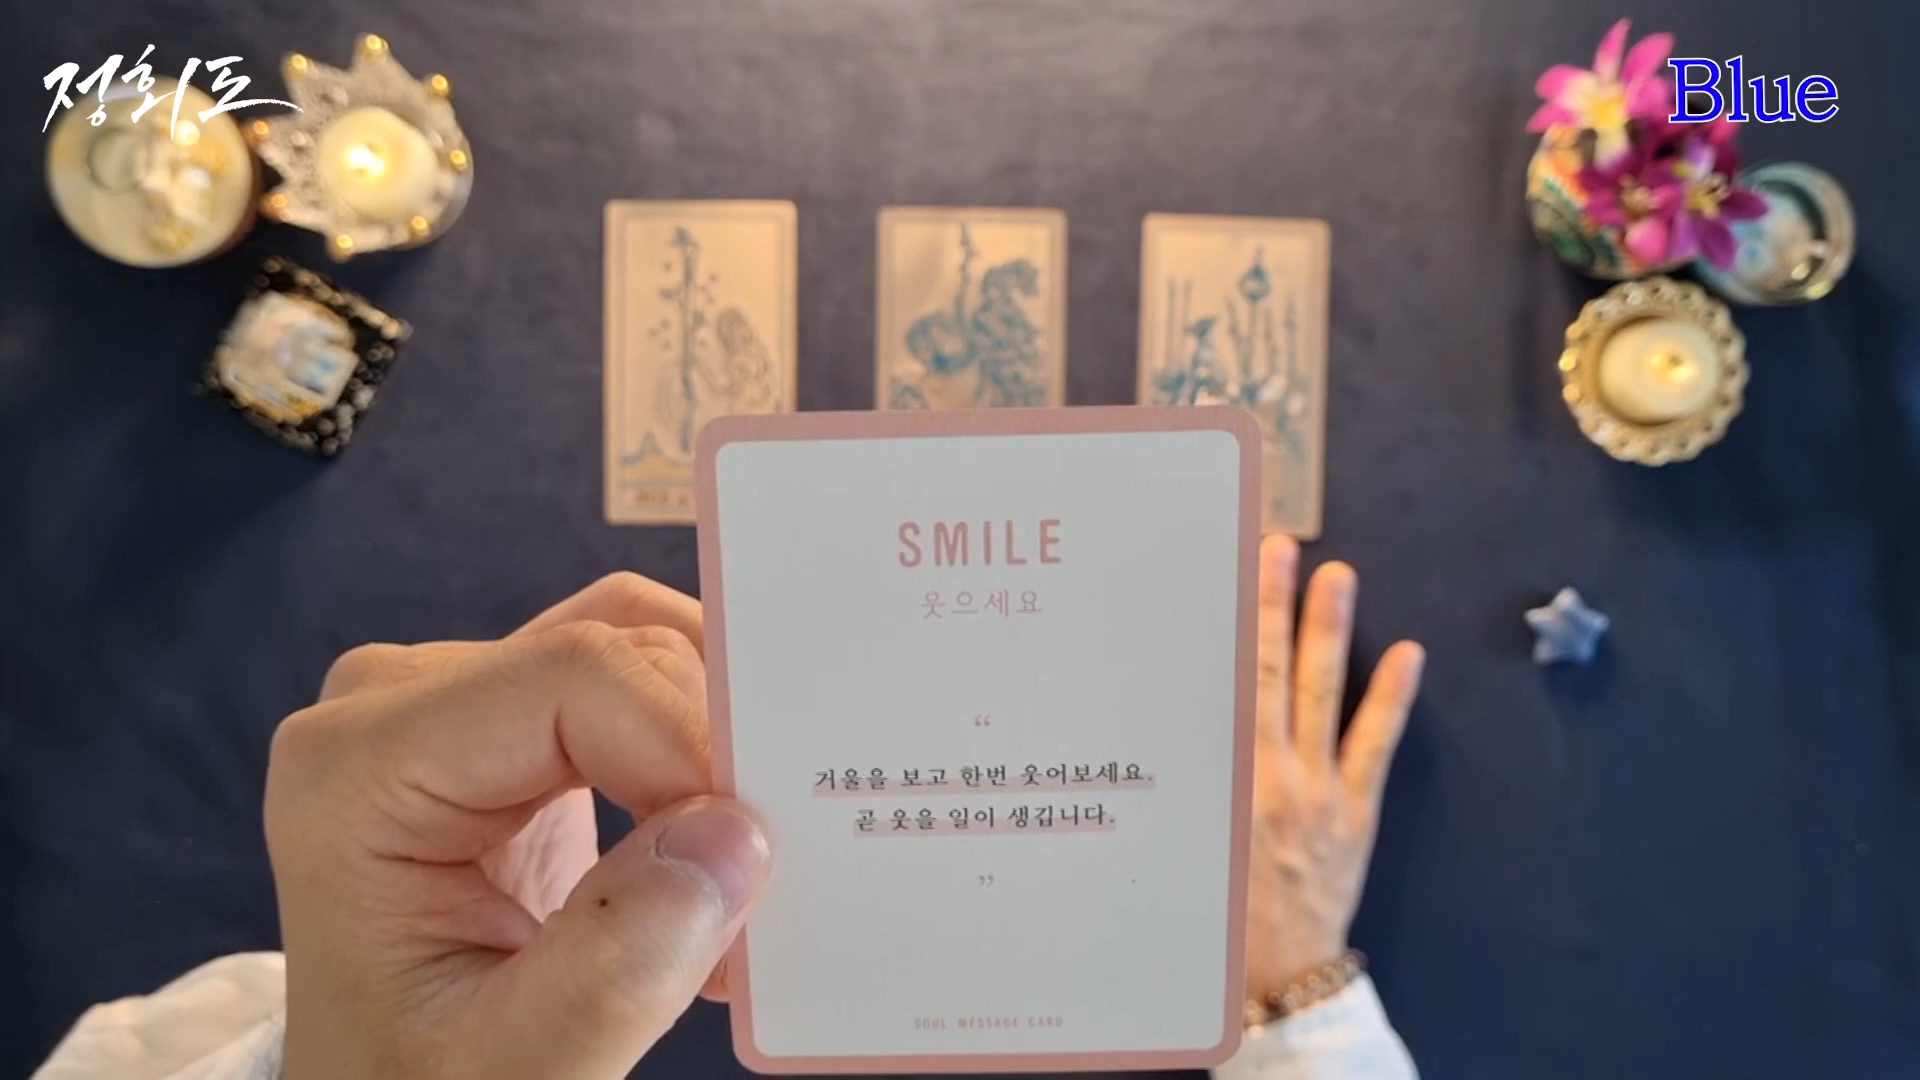 정회도
Blue
SMILE
웃으세요
“
거울을 보고 한번 웃어보세요.
곧 웃을 일이 생깁니다.
”
SOUL MESSAGE CARD